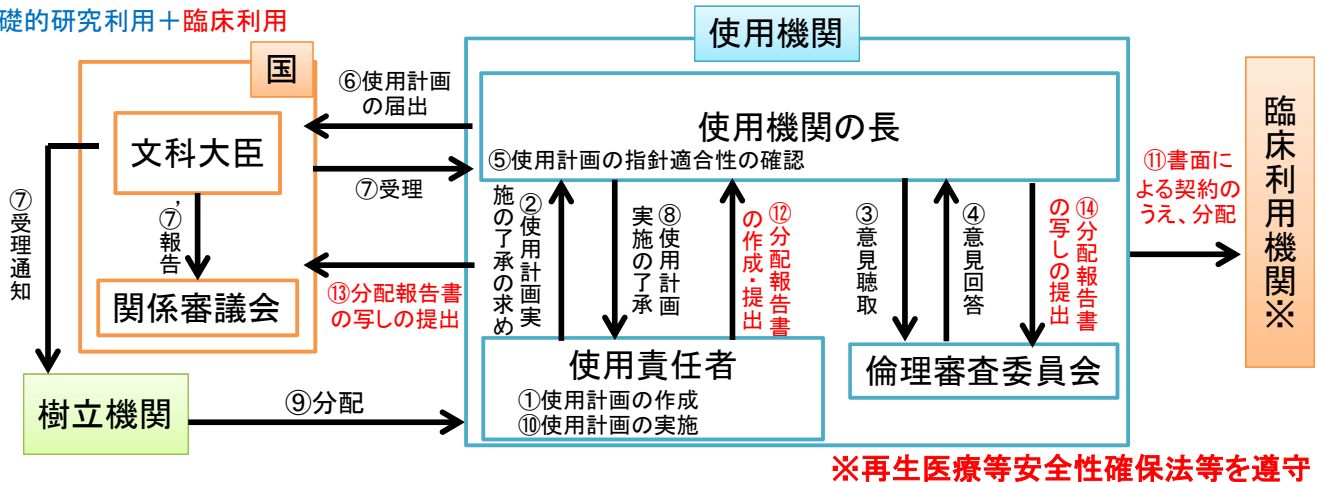 礎的研究利用＋臨床利用
国
文科大臣
関係審議会
⑥使用計画
の届出
⑦受理
⑦受理通知
⑦'報告
⑬分配報告書
の写しの提出
樹立機関
⑨分配
使用機関
使用機関の長
⑤使用計画の指針適合性の確認
②使用計画実
施の了承の求め
⑧使用計画
実施の了承
⑫分配報告書
の作成・提出
③意見聴取
④意見回答
⑭分配報告書
の写しの提出
使用責任者
①使用計画の作成
⑩使用計画の実施
倫理審査委員会
⑪書面に
よる契約の
うえ、分配
臨床利用機関※
※再生医療等安全性確保法等を遵守